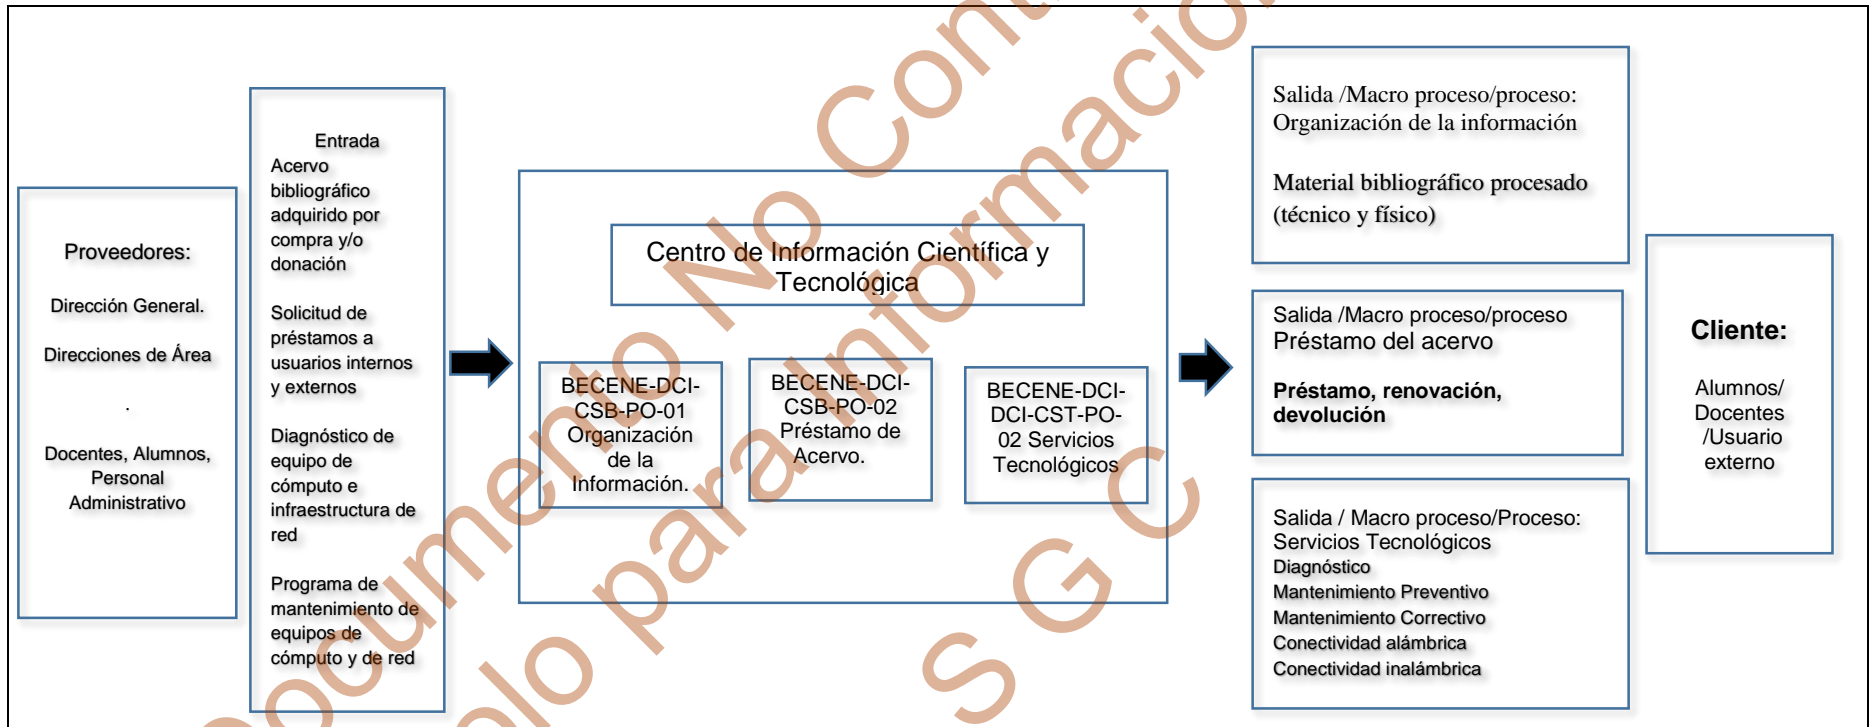 Proveedores:
Dirección General.
Direcciones de Área
.
Docentes, Alumnos,
Personal
Administrativo
Entrada
Acervo
bibliográfico
adquirido por
compra y/o
donación
Solicitud de
préstamos a
usuarios internos
y externos
Diagnóstico de
equipo de
cómputo e
infraestructura de
red
Programa de
mantenimiento de
equipos de
cómputo y de red
Centro de Información Científica y
Tecnológica
BECENE-DCI-
CSB-PO-01
Organización
de la
Información.
BECENE-DCI-
CSB-PO-02
Préstamo de
Acervo.
BECENE-DCI-
DCI-CST-PO-
02 Servicios
Tecnológicos
Salida /Macro proceso/proceso:
Organización de la información
Material bibliográfico procesado
(técnico y físico)
Salida /Macro proceso/proceso
Préstamo del acervo
Préstamo, renovación,
devolución
Salida / Macro proceso/Proceso:
Servicios Tecnológicos
Diagnóstico
Mantenimiento Preventivo
Mantenimiento Correctivo
Conectividad alámbrica
Conectividad inalámbrica
Cliente:
Alumnos/
Docentes
/Usuario
externo
Documento No Cont
olo para Informacion
S G C